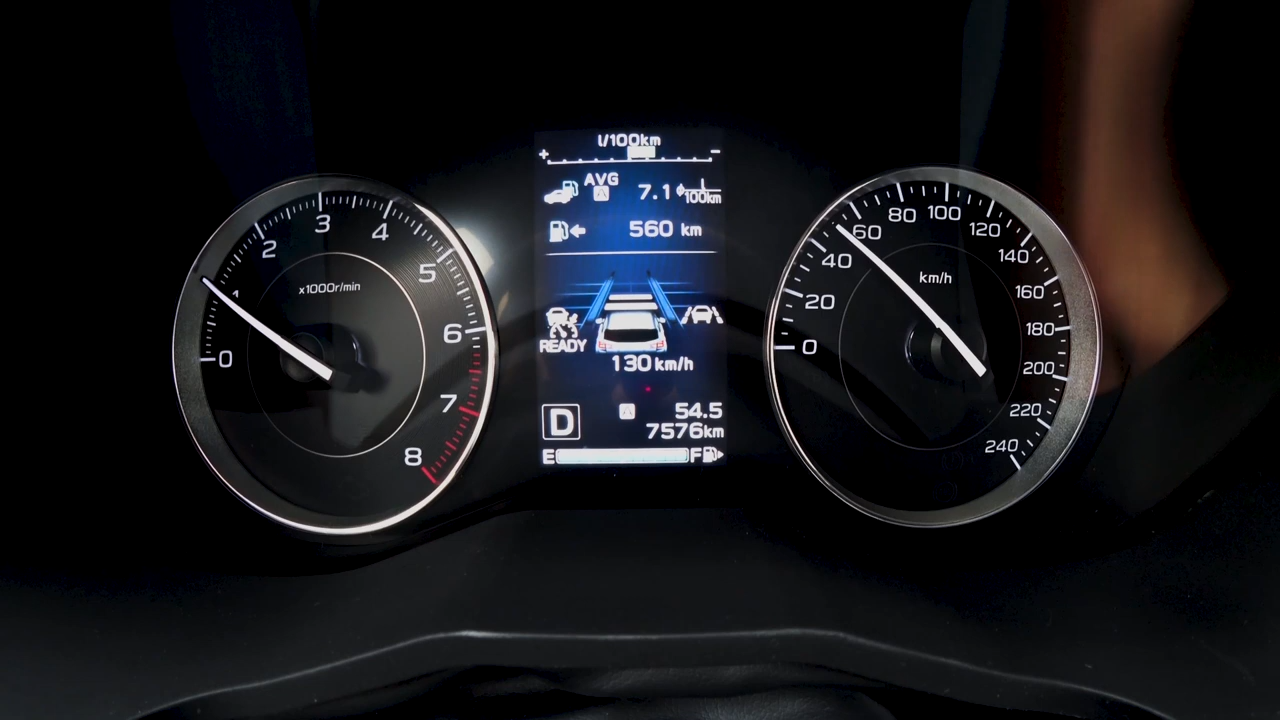 0
1
2
3
4
5
6
7
8
x1000r/min
l/100km
+ -
AVG
A 7.1 l/100km
560 km
READY
130 km/h
D
A 54.5
7576km
E F
0
20
40
60
80
100
120
140
160
180
200
220
240
km/h